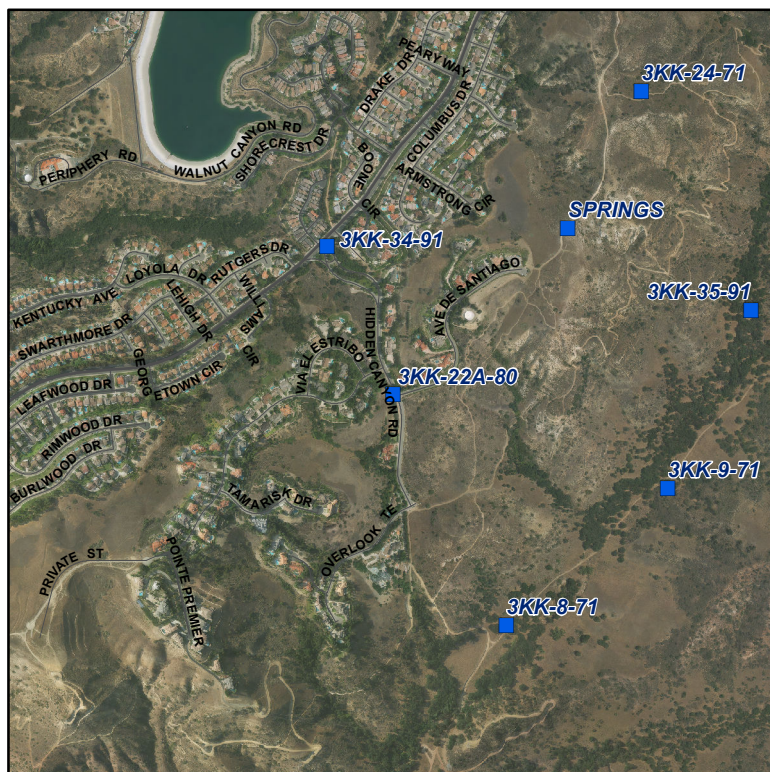 PEARY WAY
DRAKE DR
3KK-24-71
COLUMBUS DR
WALNUT CANYON RD
SHORECREST DR
PERIPHERY RD
BOONE CIR
ARMSTRONG CIR
SPRINGS
3KK-34-91
RUTGERS DR
LOYOLA DR
KENTUCKY AVE
AVE DE SANTIAGO
3KK-35-91
LEHIGH DR
WILLIAMS CIR
SWARTHMORE DR
HIDDEN CANYON RD
VIA EL ESTRIBO
GEORGETOWN CIR
LEAFWOOD DR
3KK-22A-80
RIMWOOD DR
BURLWOOD DR
3KK-9-71
TAMARISK DR
OVERLOOK TE
PRIVATE ST
POINTE PREMIER
3KK-8-71